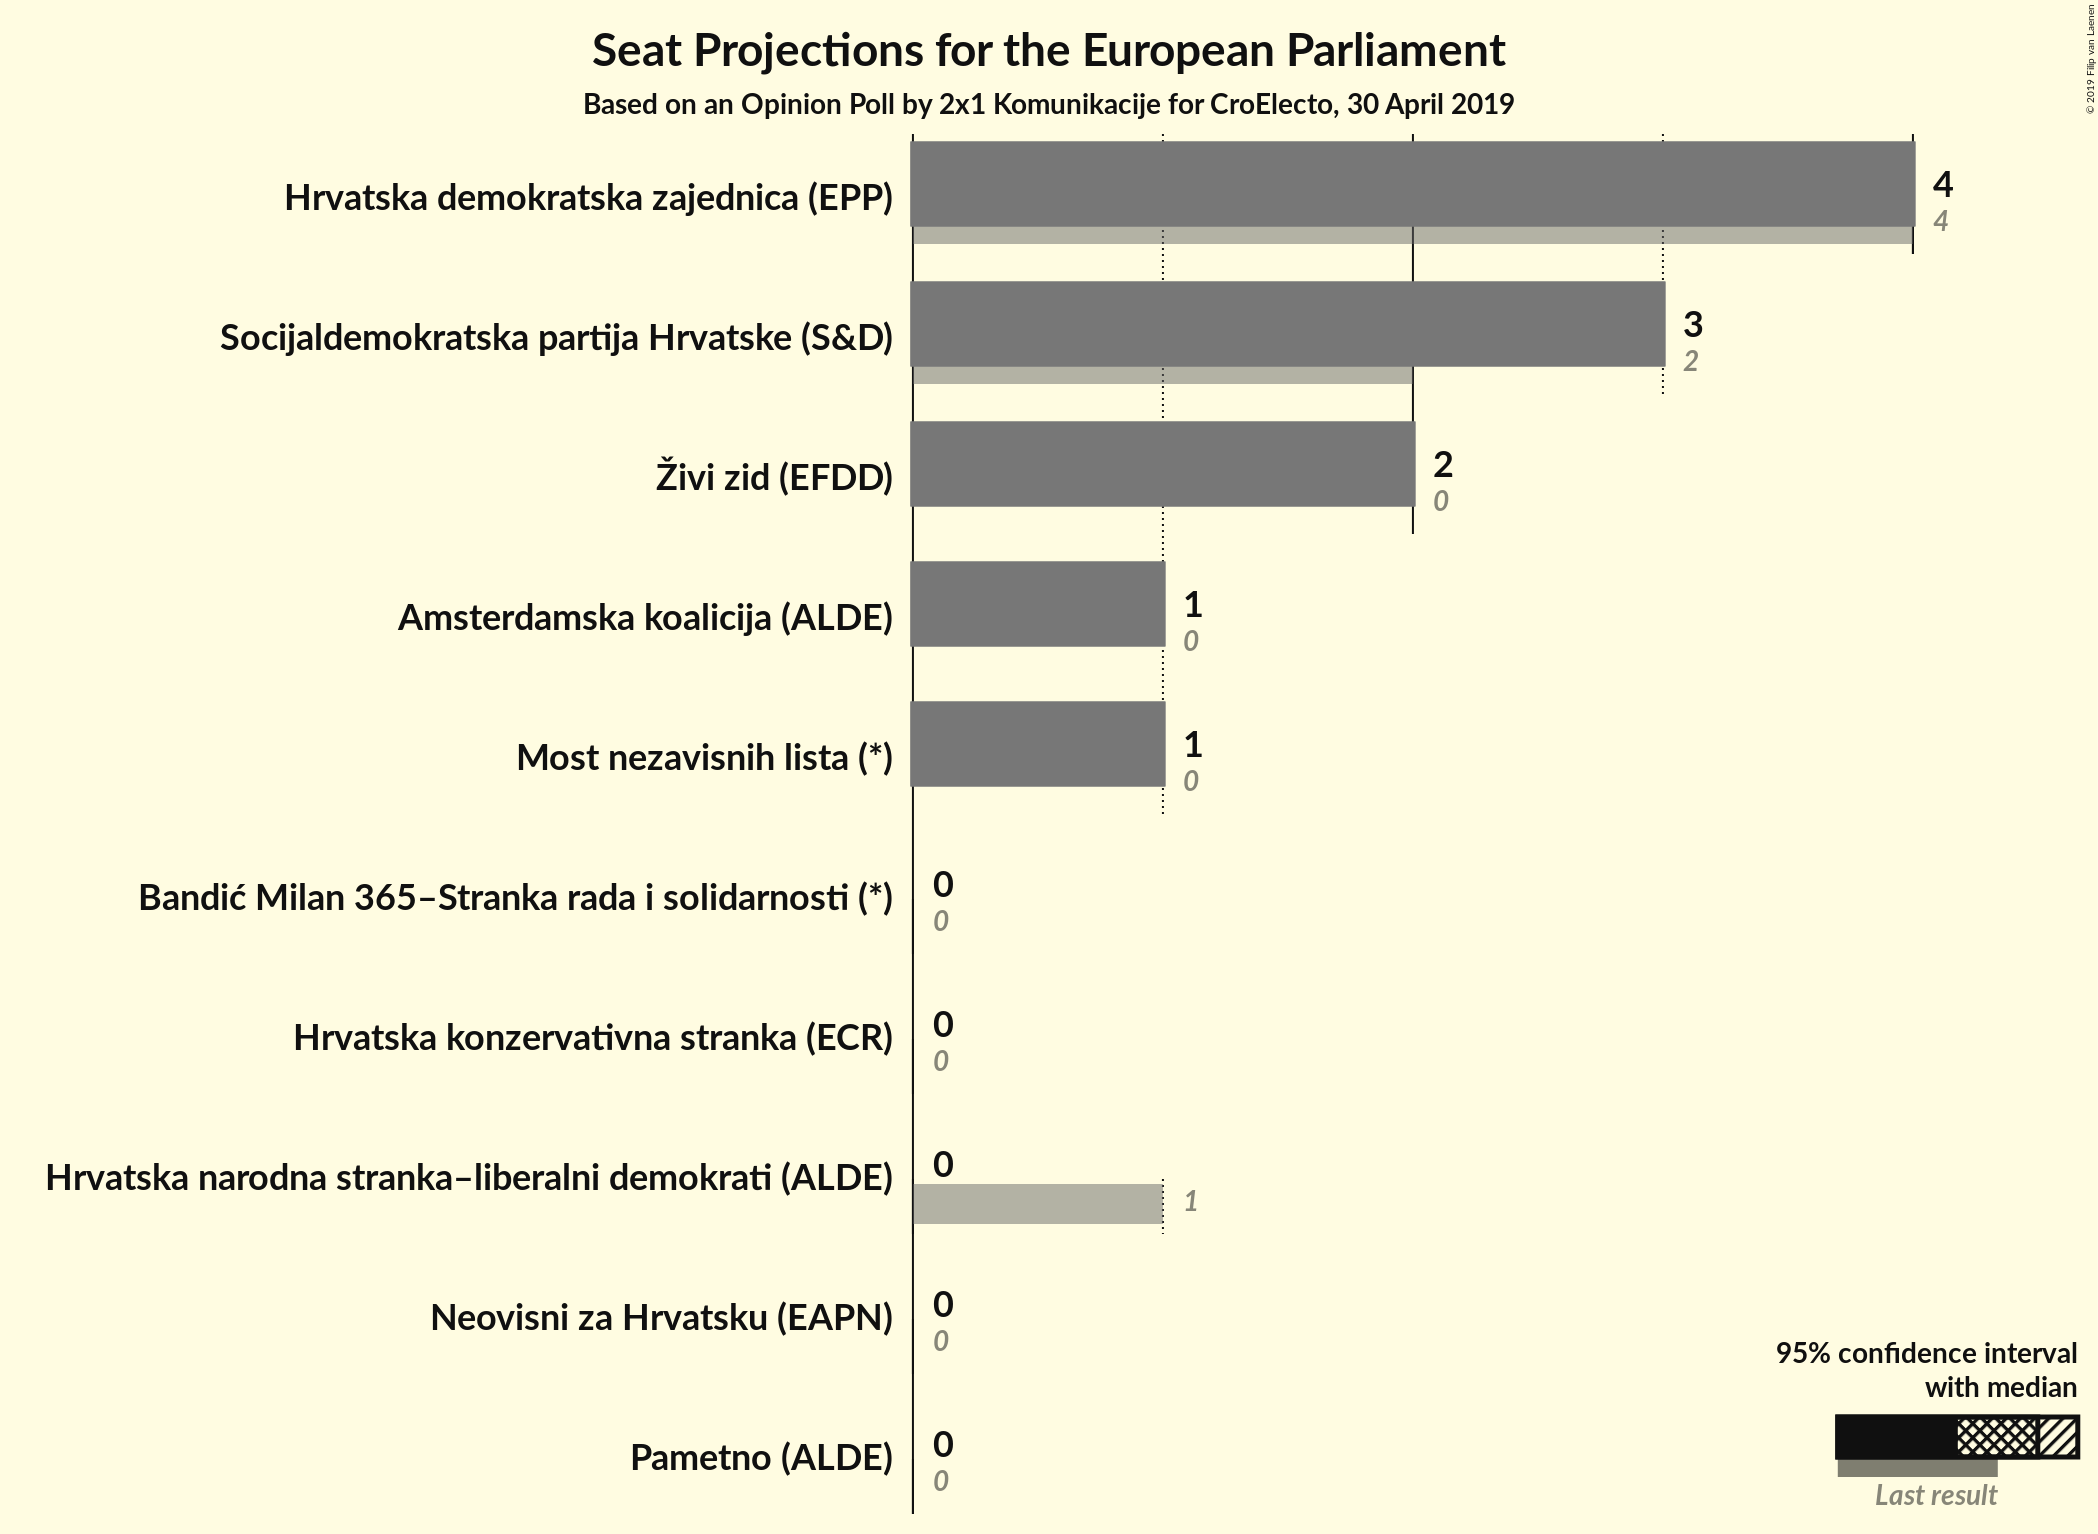 Seat Projections for the European Parliament
Based on an Opinion Poll by 2x1 Komunikacije for CroElecto, 30 April 2019
© 2019 Filip van Laenen
Hrvatska demokratska zajednica (EPP)
4
4
Socijaldemokratska partija Hrvatske (S&D)
3
2
Živi zid (EFDD)
2
0
Amsterdamska koalicija (ALDE)
1
0
Most nezavisnih lista (*)
1
0
Bandić Milan 365–Stranka rada i solidarnosti (*)
0
0
Hrvatska konzervativna stranka (ECR)
0
0
Hrvatska narodna stranka–liberalni demokrati (ALDE)
0
1
Neovisni za Hrvatsku (EAPN)
0
0
Pametno (ALDE)
0
0
95% confidence interval
with median
Last result